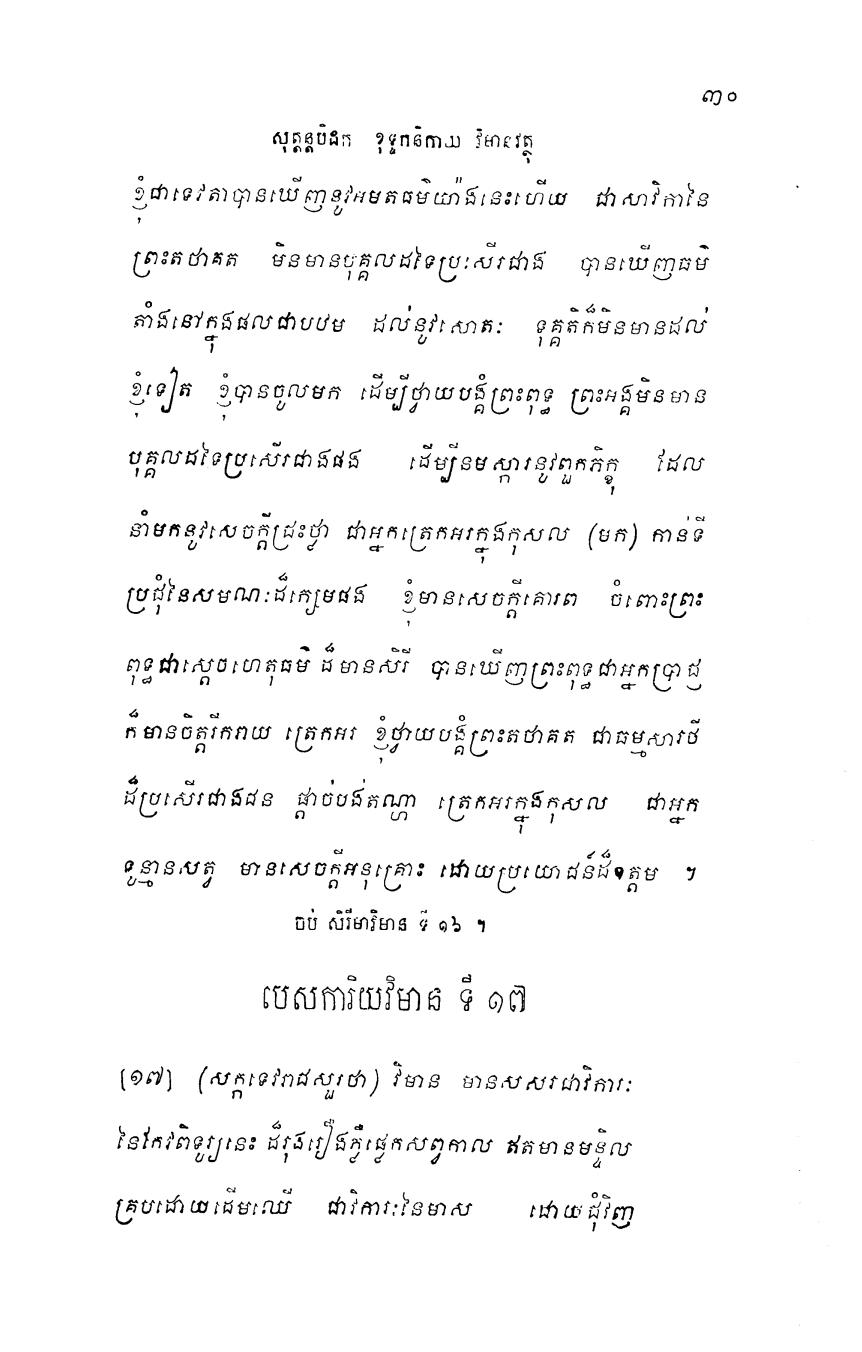 ៣០
សុត្តន្តបិដក ខុទ្ទកនិកាយ វិមានវត្ថុ
ខ្ញុំជាទេវតាបានឃើញនូវអមតធម៌យ៉ាងនេះហើយ ជាសាវិកានៃ
ព្រះតថាគត មិនមានបុគ្គលដទៃប្រសើរជាង បានឃើញធម៌
តាំងនៅក្នុងផលជាបឋម ដល់នូវសោតៈ ទុគ្គតិក៏មិនមានដល់
ខ្ញុំទៀត ខ្ញុំបានចូលមក ដើម្បីថ្វាយបង្គំព្រះពុទ្ធ ព្រះអង្គមិនមាន
បុគ្គលដទៃប្រសើរជាងផង ដើម្បីនមស្ការនូវពួកភិក្ខុ ដែល
នាំមកនូវសេចក្តីជ្រះថ្លា ជាអ្នកត្រេកអរក្នុងកុសល (មក) កាន់ទី
ប្រជុំនៃសមណៈដ៏ក្សេមផង ខ្ញុំមានសេចក្តីគោរព ចំពោះព្រះ
ពុទ្ធជាស្តេចហេតុធម៌ ដ៏មានសិរី បានឃើញព្រះពុទ្ធជាអ្នកប្រាជ្ញ
ក៏មានចិត្តរីករាយ ត្រេកអរ ខ្ញុំថ្វាយបង្គំព្រះតថាគត ជាធម្មសារថី
ដ៏ប្រសើរជាងជន ផ្តាច់បង់តណ្ហា ត្រេកអរក្នុងកុសល ជាអ្នក
ទូន្មានសត្វ មានសេចក្តីអនុគ្រោះ ដោយប្រយោជន៍ដ៏ឧត្តម ។
ចប់ សិរីមាវិមាន ទី ១៦ ។
បេសការិយវិមាន ទី ១៧
[១៧] (សក្កទេវរាជសួរថា) វិមាន មានសសរជាវិការៈ
នៃកែវពិទូរ្យនេះ ដ៏រុងរឿងភ្លឺផ្លេកសព្វកាល ឥតមានមន្ទិល
គ្របដោយដើមឈើ ជាវិការៈនៃមាស ដោយជុំវិញ